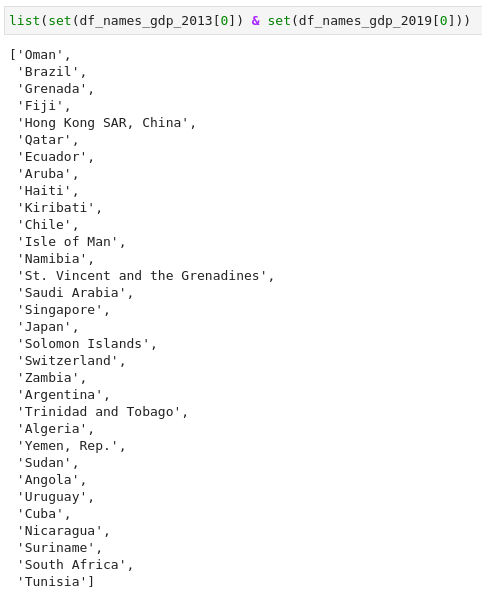 list(set(df_names_gdp_2013[0]) & set(df_names_gdp_2019[0]))
['Oman',
'Brazil',
'Grenada',
'Fiji',
'Hong Kong SAR, China',
'Qatar',
'Ecuador',
'Aruba',
'Haiti',
'Kiribati',
'Chile',
'Isle of Man',
'Namibia',
'St. Vincent and the Grenadines',
'Saudi Arabia',
'Singapore',
'Japan',
'Solomon Islands',
'Switzerland',
'Zambia',
'Argentina',
'Trinidad and Tobago',
'Algeria',
'Yemen, Rep.',
'Sudan',
'Angola',
'Uruguay',
'Cuba',
'Nicaragua',
'Suriname',
'South Africa',
'Tunisia']